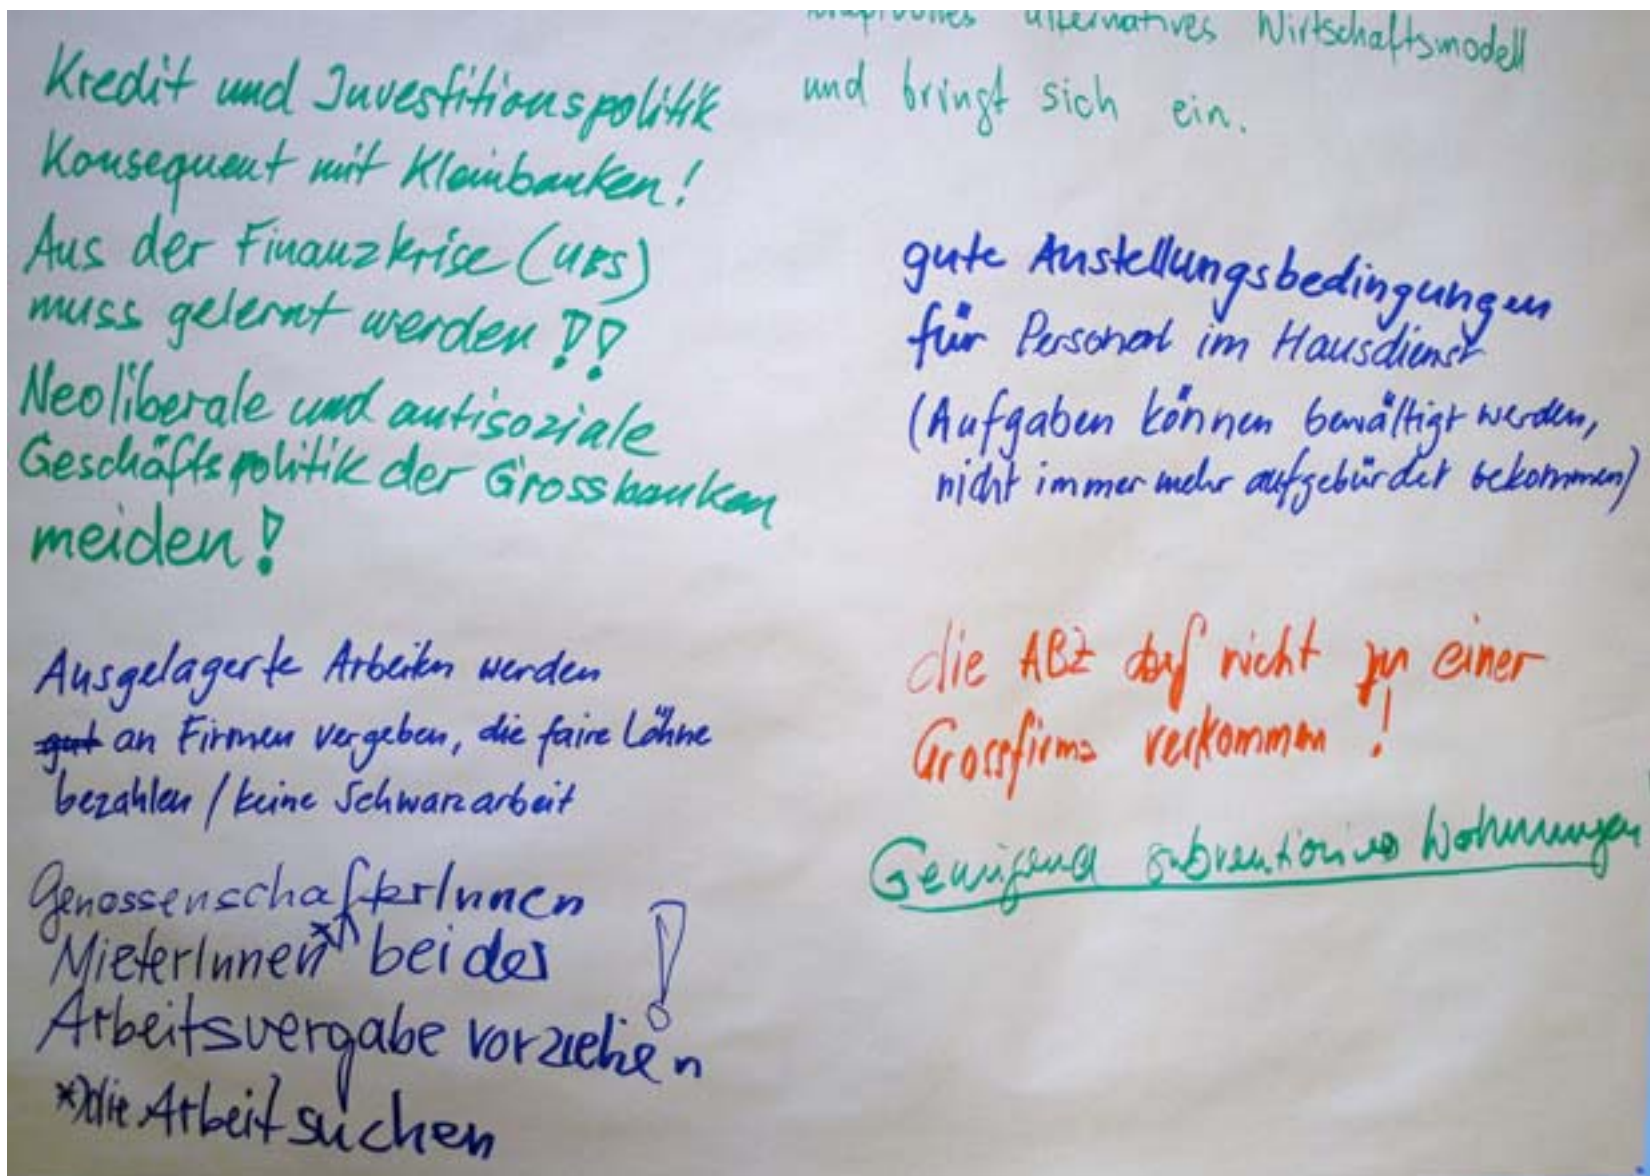 Kredit und Investitionspolitik
Konsequent mit Kleinbanken!
Aus der Finanzkrise (UBS)
muss gelernt werden!!
Neoliberale und antisoziale
Geschäftspolitik der Grossbanken
meiden!
Ausgelagerte Arbeiten werden
gut an Firmen vergeben, die faire Löhne
bezahlen / keine Schwarzarbeit
GenossenschafterInnen
MieterInnen *) bei der
Arbeitsvergabe vorziehen!
*) die Arbeit suchen
alternatives Wirtschaftsmodell
und bringt sich ein.
gute Anstellungsbedingungen
für Personal im Hausdienst
(Aufgaben können bewältigt werden,
nicht immer mehr aufgebürdet bekommen)
die ABZ darf nicht zu einer
Grossfirma verkommen!
Genügend Wohnungen